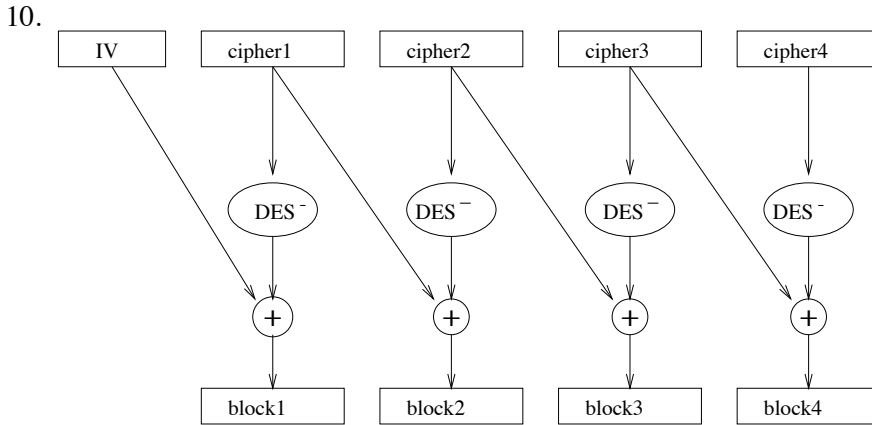 10.
IV cipher1 cipher2 cipher3 cipher4
DES⁻ DES⁻ DES⁻ DES⁻
+ + + +
block1 block2 block3 block4